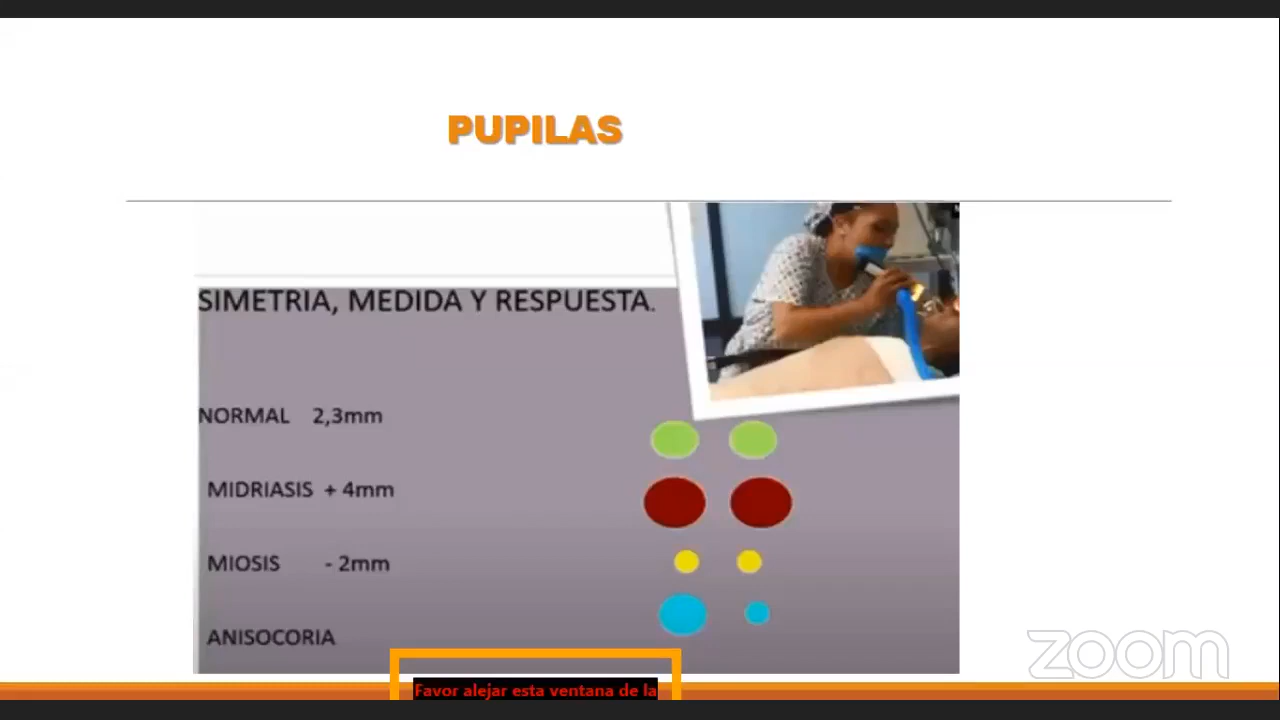 PUPILAS
SIMETRIA, MEDIDA Y RESPUESTA.
NORMAL 2,3mm
MIDRIASIS + 4mm
MIOSIS - 2mm
ANISOCORIA
zoom
Favor alejar esta ventana de la